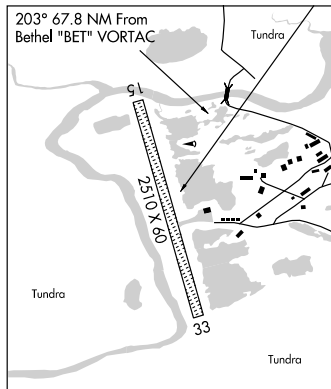 203° 67.8 NM From
Bethel "BET" VORTAC
Tundra
15
2510 X 60
33
Tundra
Tundra